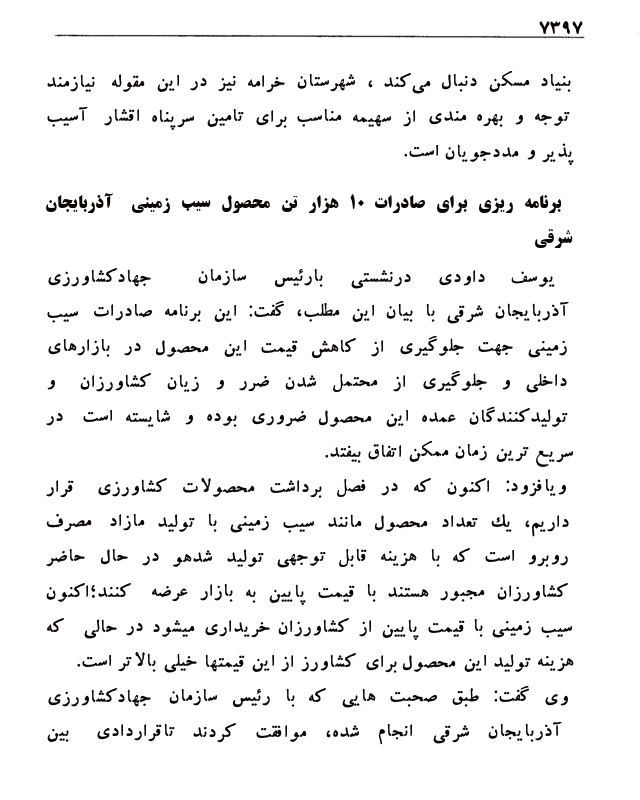 ۷۳۹۷
بنیاد مسکن دنبال می‌کند ، شهرستان خرامه نیز در این مقوله نیازمند
توجه و بهره مندی از سهیمه مناسب برای تامین سرپناه اقشار آسیب
پذیر و مددجویان است.
برنامه ریزی برای صادرات ۱۰ هزار تن محصول سیب زمینی آذربایجان
شرقی
یوسف داودی درنشستی بارئیس سازمان جهادکشاورزی
آذربایجان شرقی با بیان این مطلب، گفت: این برنامه صادرات سیب
زمینی جهت جلوگیری از کاهش قیمت این محصول در بازارهای
داخلی و جلوگیری از محتمل شدن ضرر و زیان کشاورزان و
تولیدکنندگان عمده این محصول ضروری بوده و شایسته است در
سریع ترین زمان ممکن اتفاق بیفتد.
ویافزود: اکنون که در فصل برداشت محصولات کشاورزی قرار
داریم، یك تعداد محصول مانند سیب زمینی با تولید مازاد مصرف
روبرو است که با هزینه قابل توجهی تولید شدهو در حال حاضر
کشاورزان مجبور هستند با قیمت پایین به بازار عرضه کنند؛اکنون
سیب زمینی با قیمت پایین از کشاورزان خریداری میشود در حالی که
هزینه تولید این محصول برای کشاورز از این قیمتها خیلی بالاتر است.
وی گفت: طبق صحبت هایی که با رئیس سازمان جهادکشاورزی
آذربایجان شرقی انجام شده، موافقت کردند تاقراردادی بین